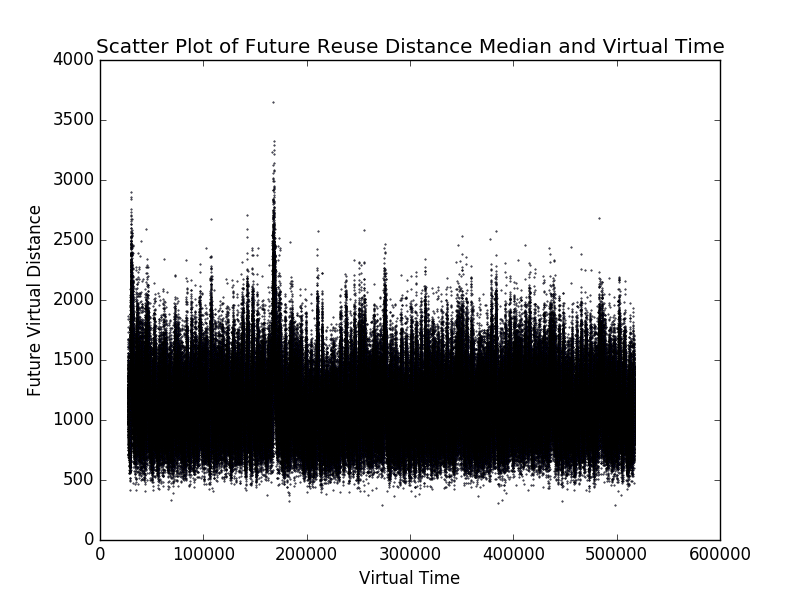 Scatter Plot of Future Reuse Distance Median and Virtual Time
4000
3500
3000
2500
2000
1500
1000
500
0
Future Virtual Distance
0 100000 200000 300000 400000 500000 600000
Virtual Time